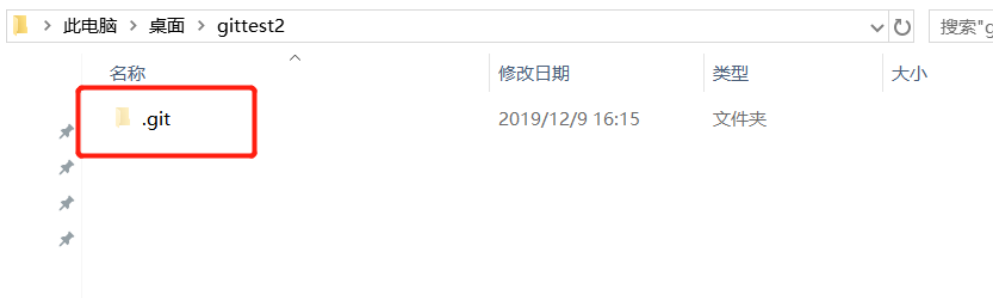 此电脑 > 桌面 > gittest2 搜索"g
名称 修改日期 类型 大小
.git 2019/12/9 16:15 文件夹